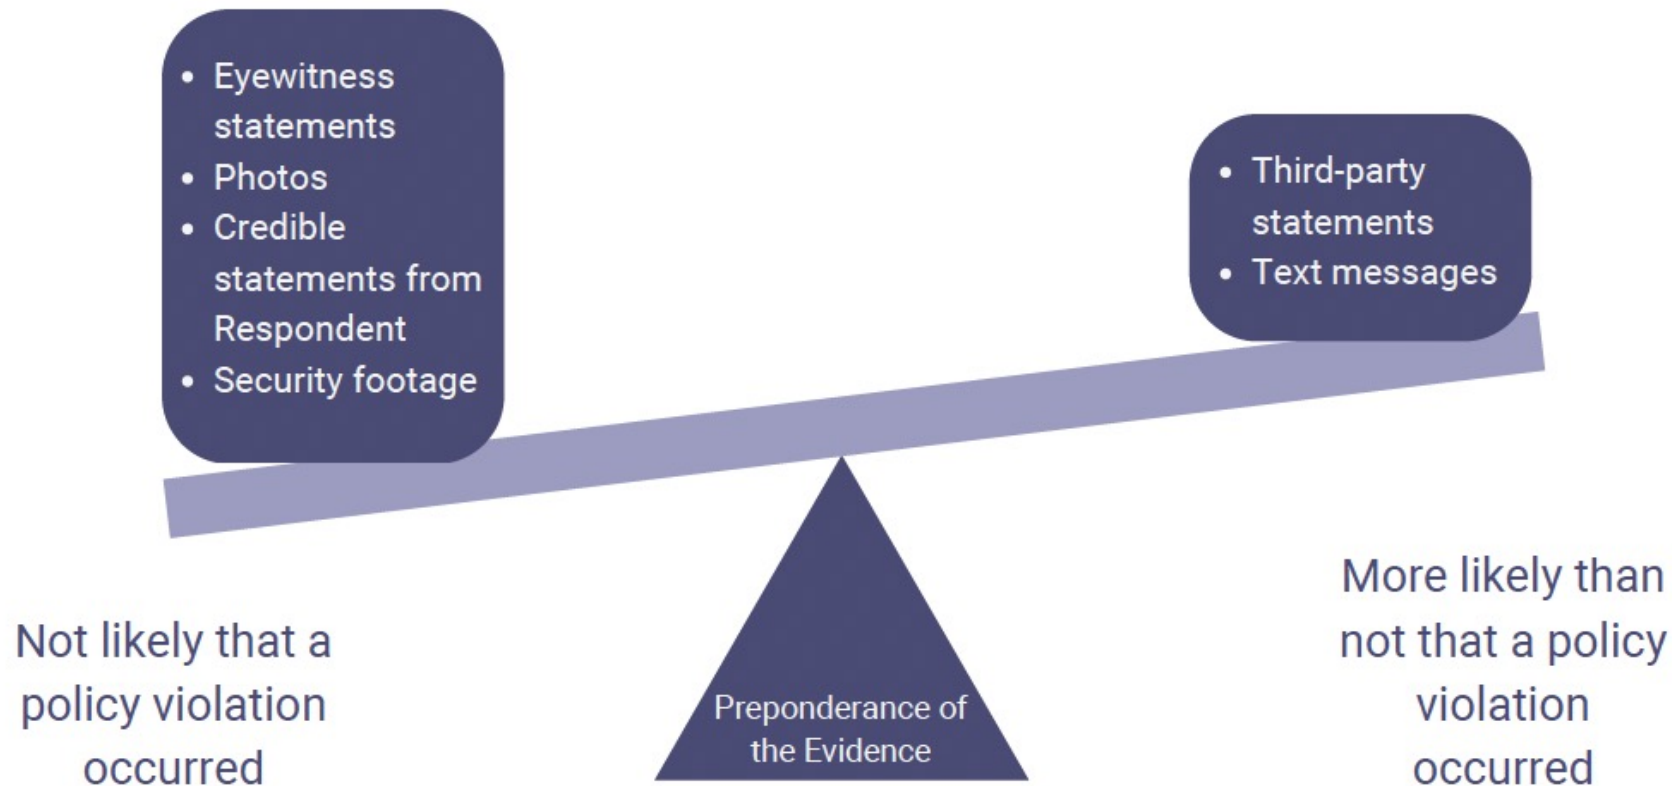 • Eyewitness
statements
• Photos
• Credible
statements from
Respondent
• Security footage
• Third-party
statements
• Text messages
Not likely that a
policy violation
occurred
Preponderance of
the Evidence
More likely than
not that a policy
violation
occurred